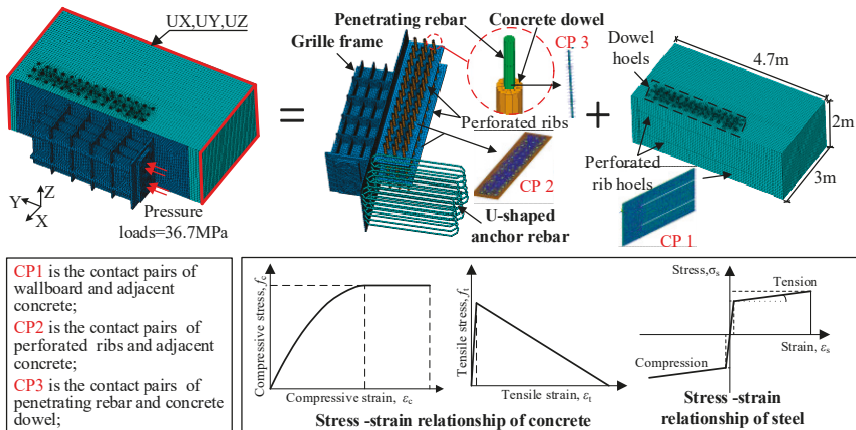 UX,UY,UZ
Y
Z
X
Pressure
loads=36.7MPa
=
Penetrating rebar
Concrete dowel
Grille frame
CP 3
Perforated ribs
CP 2
U-shaped
anchor rebar
+
Dowel
hoels
4.7m
2m
3m
Perforated
rib hoels
CP 1
CP1 is the contact pairs of
wallboard and adjacent
concrete;
CP2 is the contact pairs of
perforated ribs and adjacent
concrete;
CP3 is the contact pairs of
penetrating rebar and concrete
dowel;
Compressive stress, fc
Compressive strain, εc
Tensile stress, ft
Tensile strain, εt
Stress -strain relationship of concrete
Stress,σs
Tension
Strain, εs
Compression
Stress -strain
relationship of steel